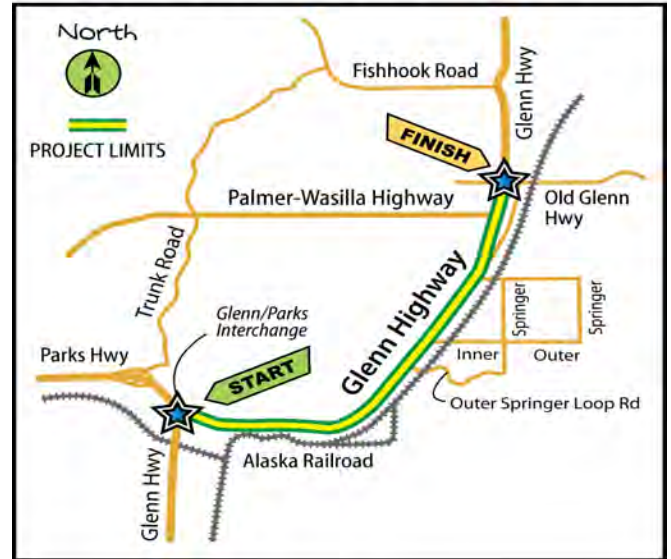 North
PROJECT LIMITS
Fishhook Road
Glenn Hwy
FINISH
Palmer-Wasilla Highway
Old Glenn
Hwy
Trunk Road
Glenn/Parks
Interchange
Glenn Highway
Springer
Springer
Parks Hwy
START
Inner
Outer
Outer Springer Loop Rd
Alaska Railroad
Glenn Hwy